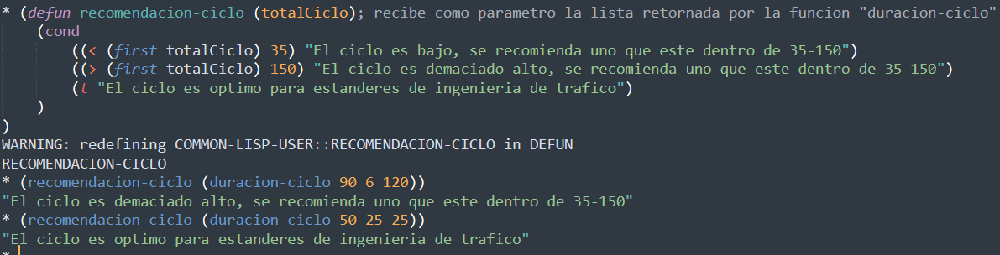 * (defun recomendacion-ciclo (totalCiclo); recibe como parametro la lista retornada por la funcion "duracion-ciclo"
(cond
((< (first totalCiclo) 35) "El ciclo es bajo, se recomienda uno que este dentro de 35-150")
((> (first totalCiclo) 150) "El ciclo es demaciado alto, se recomienda uno que este dentro de 35-150")
(t "El ciclo es optimo para estanderes de ingenieria de trafico")
)
)
WARNING: redefining COMMON-LISP-USER::RECOMENDACION-CICLO in DEFUN
RECOMENDACION-CICLO
* (recomendacion-ciclo (duracion-ciclo 90 6 120))
"El ciclo es demaciado alto, se recomienda uno que este dentro de 35-150"
* (recomendacion-ciclo (duracion-ciclo 50 25 25))
"El ciclo es optimo para estanderes de ingenieria de trafico"
*